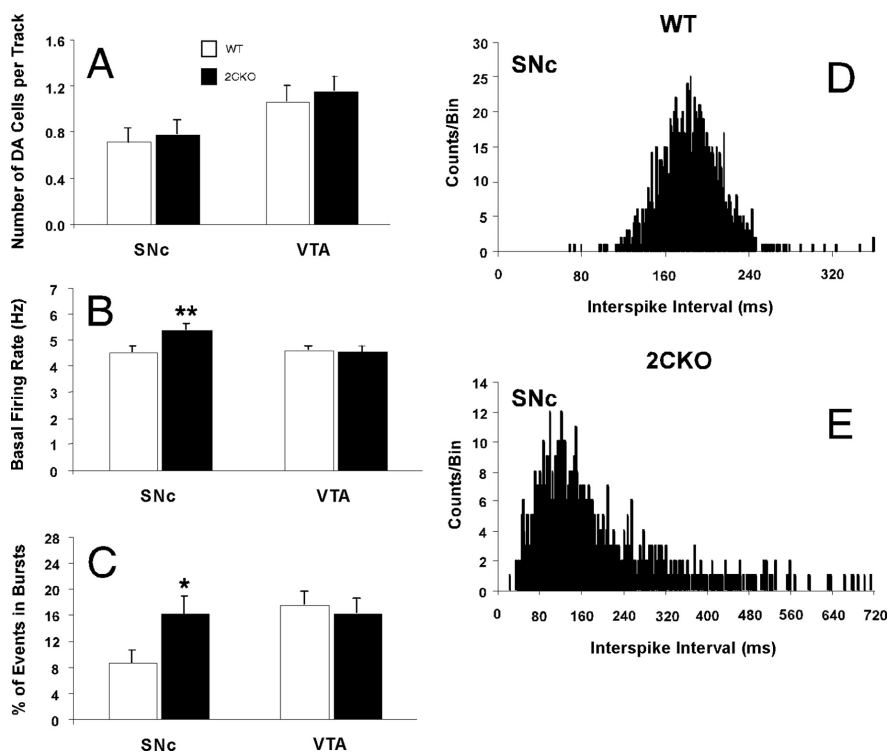 A
Number of DA Cells per Track
1.6
1.2
0.8
0.4
0.0
WT
2CKO
SNc VTA
B
Basal Firing Rate (Hz)
7
6
5
4
3
2
1
0
**
SNc VTA
C
% of Events in Bursts
28
24
20
16
12
8
4
0
*
SNc VTA
WT
SNc
D
Counts/Bin
30
25
20
15
10
5
0
0 80 160 240 320
Interspike Interval (ms)
2CKO
SNc
E
Counts/Bin
14
12
10
8
6
4
2
0
0 80 160 240 320 400 480 560 640 720
Interspike Interval (ms)